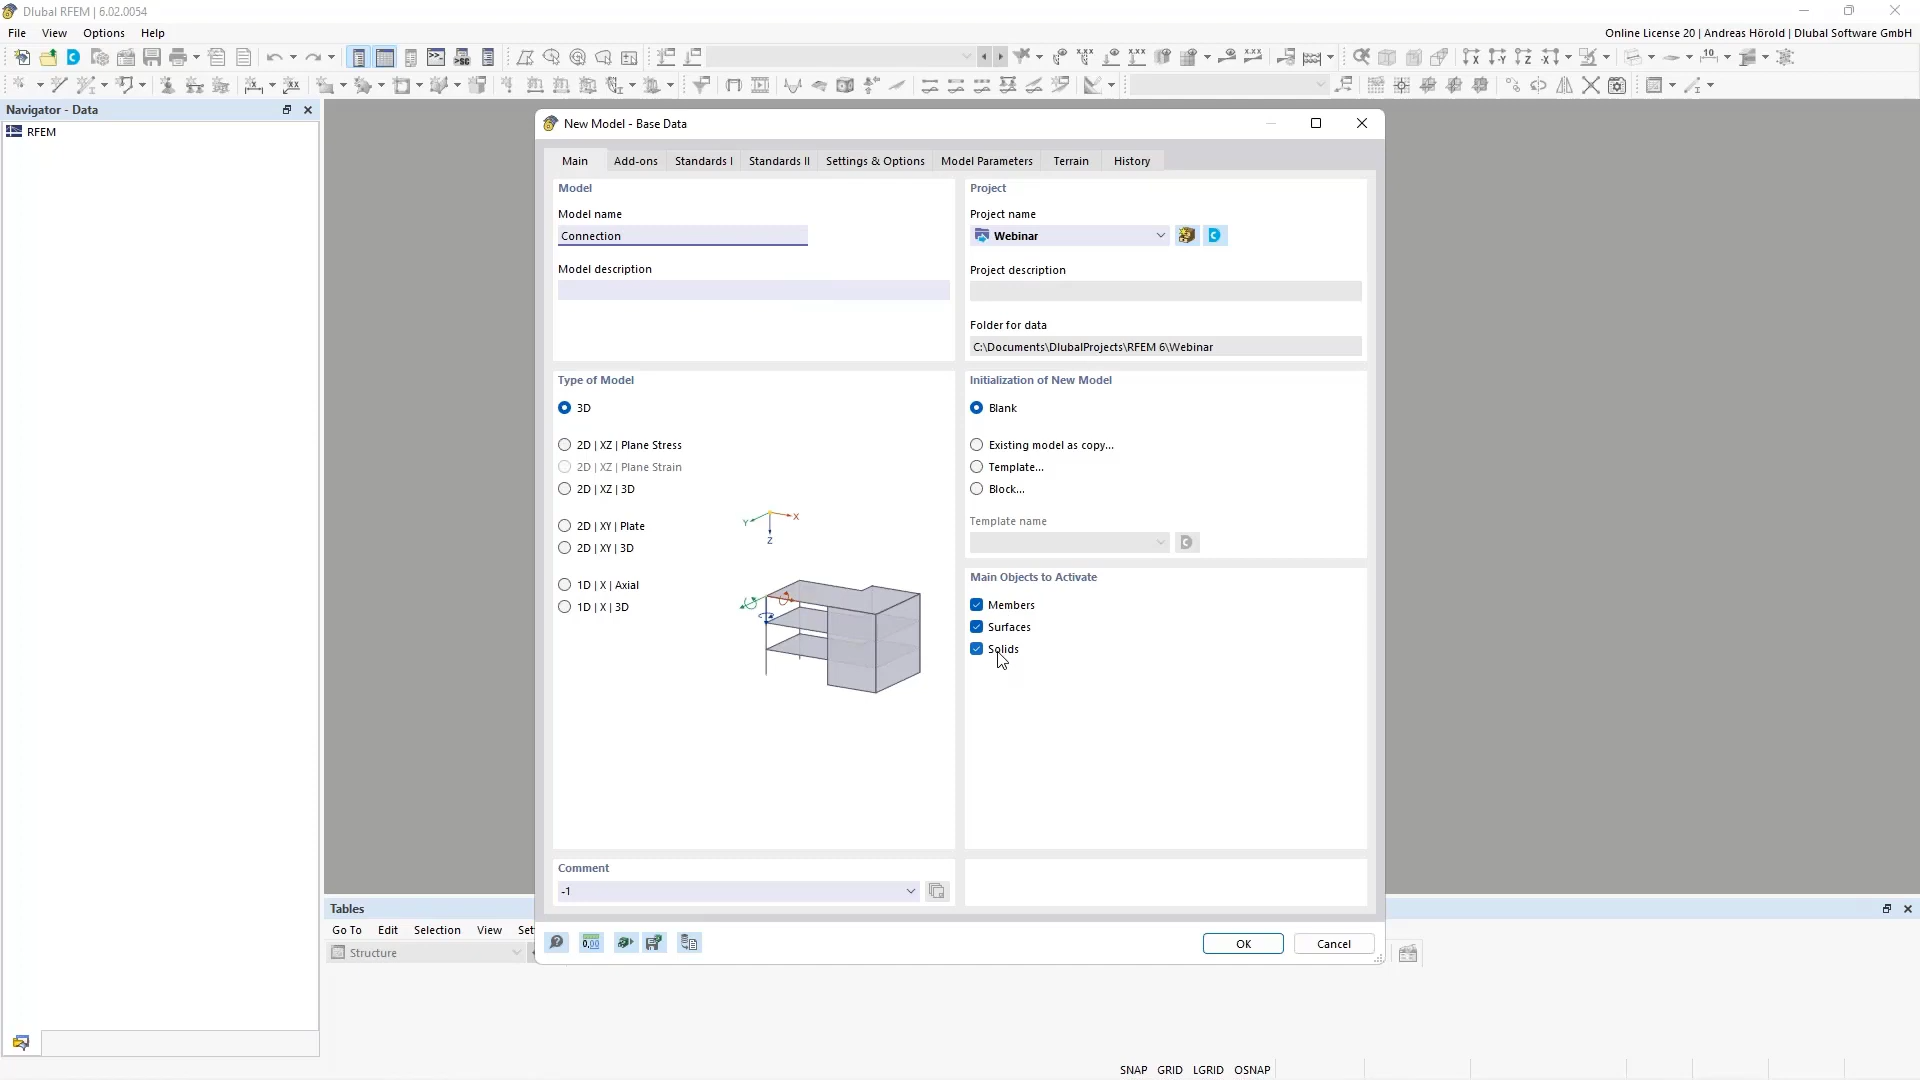 Dlubal RFEM | 6.02.0054
File View Options Help
Online License 20 | Andreas Hörold | Dlubal Software GmbH
Navigator - Data
RFEM
New Model - Base Data
Main Add-ons Standards I Standards II Settings & Options Model Parameters Terrain History
Model
Model name
Connection
Model description
Project
Project name
Webinar
Project description
Folder for data
C:\Documents\DlubalProjects\RFEM 6\Webinar
Type of Model
3D
2D | XZ | Plane Stress
2D | XZ | Plane Strain
2D | XZ | 3D
2D | XY | Plate
2D | XY | 3D
1D | X | Axial
1D | X | 3D
Y X
Z
Initialization of New Model
Blank
Existing model as copy...
Template...
Block...
Template name
Main Objects to Activate
Members
Surfaces
Solids
Comment
-1
OK Cancel
Tables
Go To Edit Selection View Set
Structure
SNAP GRID LGRID OSNAP